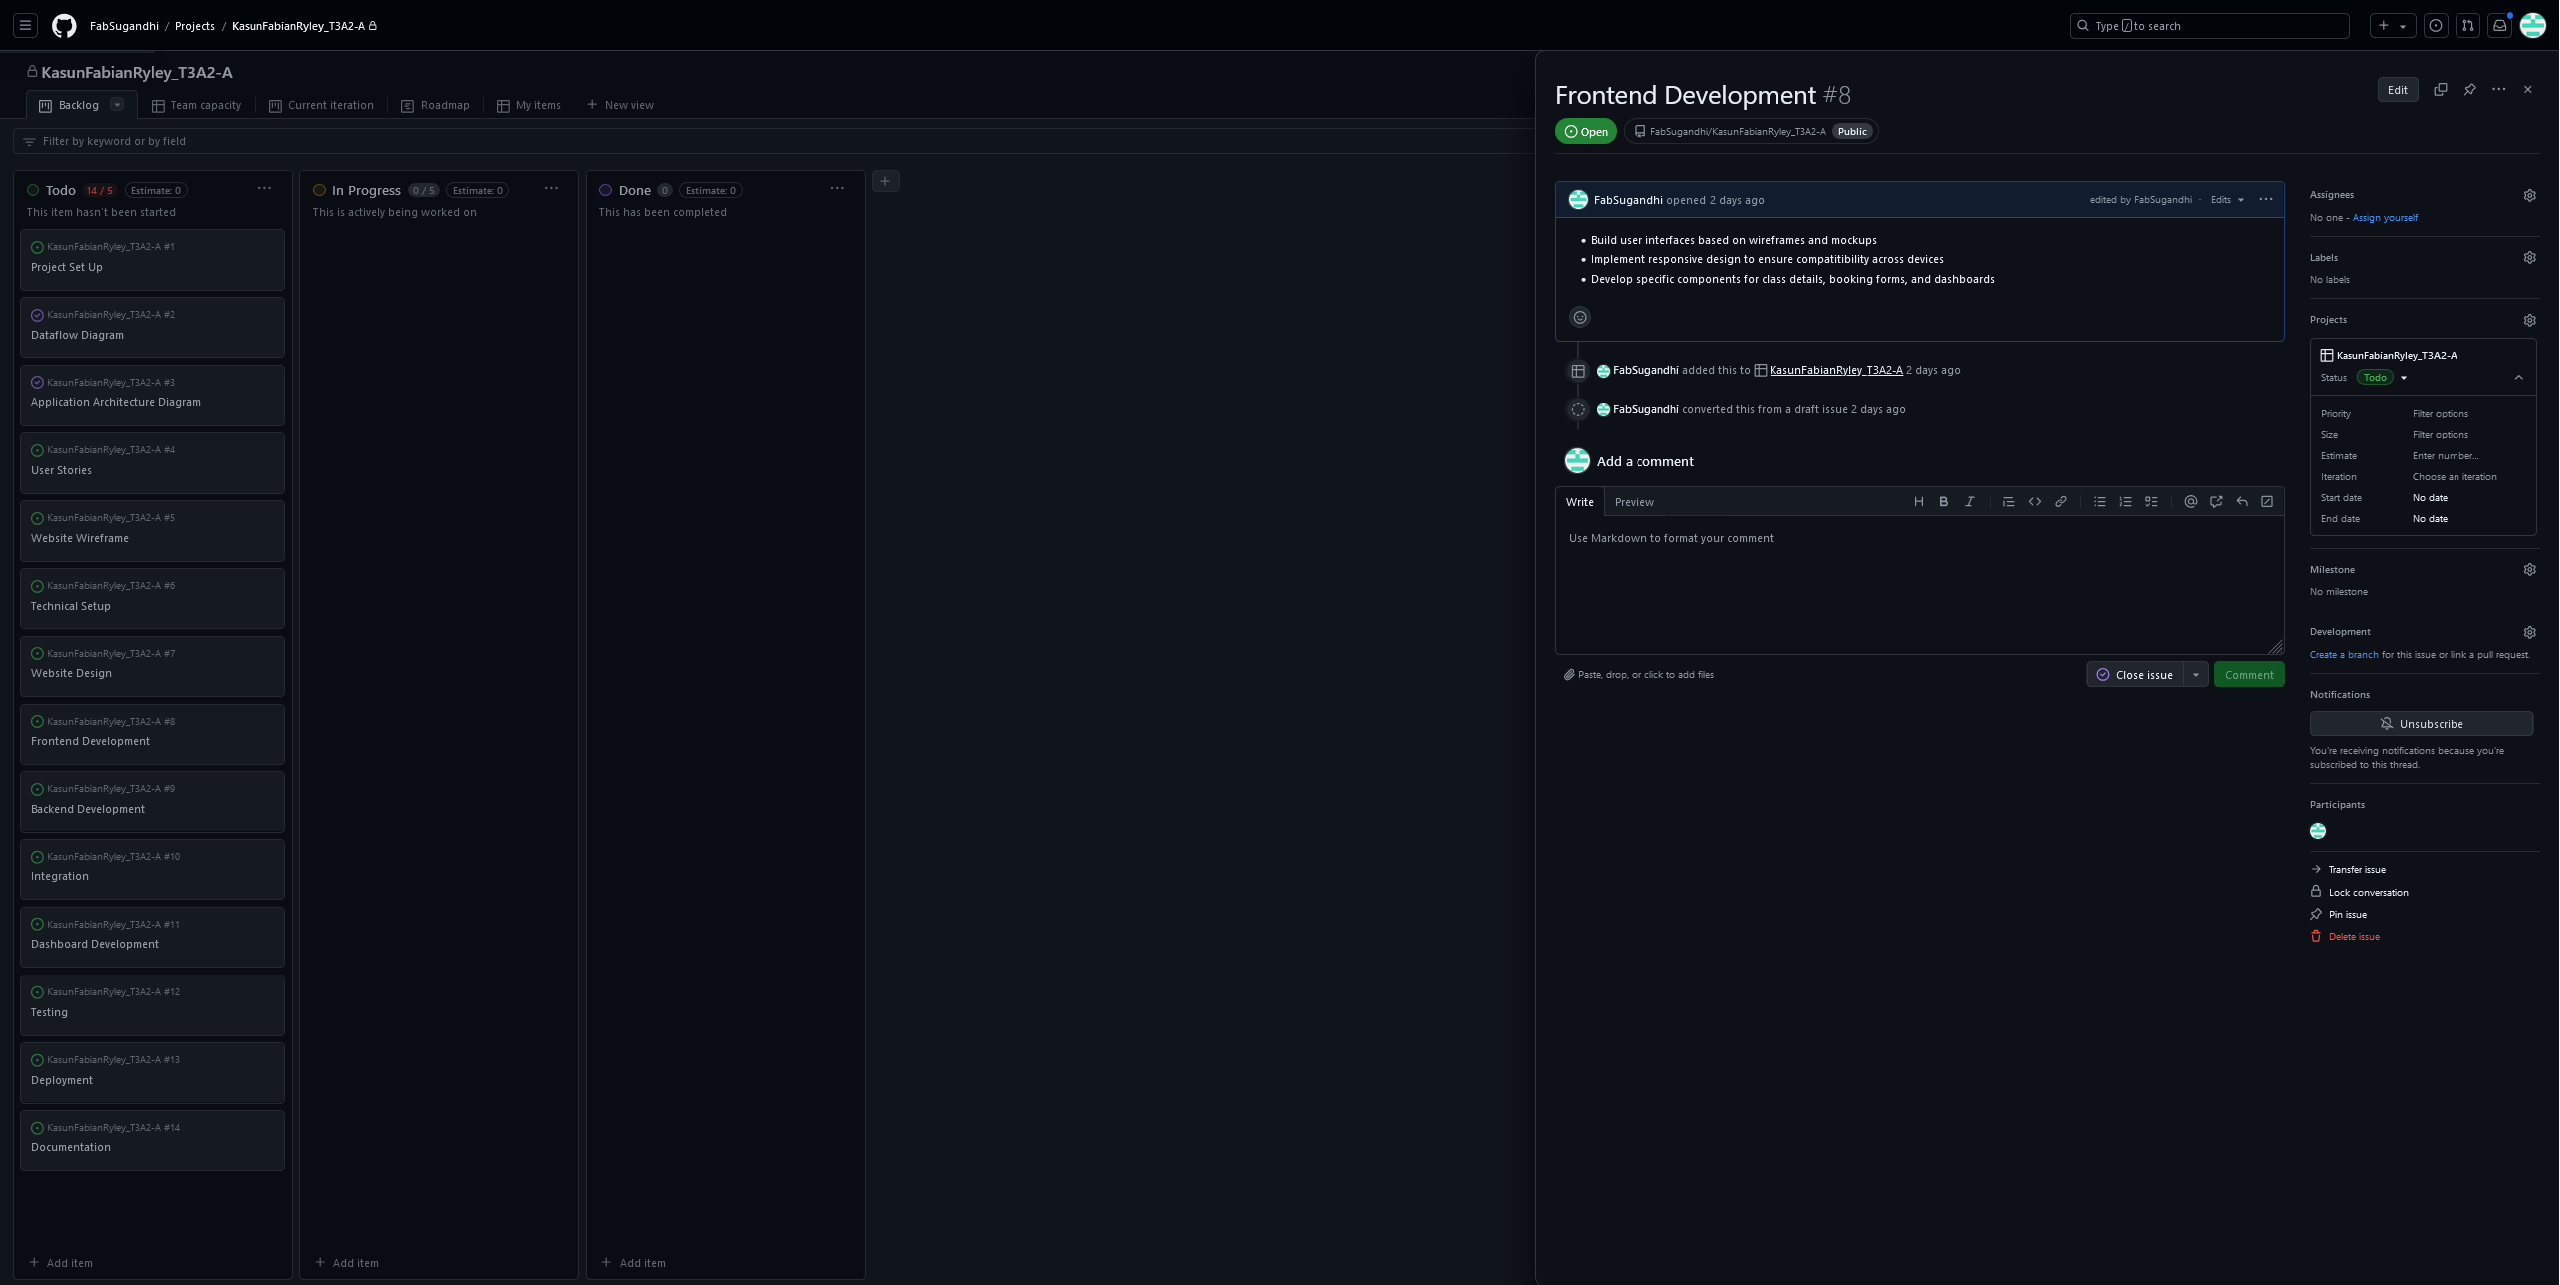 FabSugandhi / Projects / KasunFabianRyley_T3A2-A
Type / to search
KasunFabianRyley_T3A2-A
Backlog
Team capacity
Current iteration
Roadmap
My items
New view
Filter by keyword or by field
Todo 14 / 5 Estimate: 0
This item hasn't been started
KasunFabianRyley_T3A2-A #1
Project Set Up
KasunFabianRyley_T3A2-A #2
Dataflow Diagram
KasunFabianRyley_T3A2-A #3
Application Architecture Diagram
KasunFabianRyley_T3A2-A #4
User Stories
KasunFabianRyley_T3A2-A #5
Website Wireframe
KasunFabianRyley_T3A2-A #6
Technical Setup
KasunFabianRyley_T3A2-A #7
Website Design
KasunFabianRyley_T3A2-A #8
Frontend Development
KasunFabianRyley_T3A2-A #9
Backend Development
KasunFabianRyley_T3A2-A #10
Integration
KasunFabianRyley_T3A2-A #11
Dashboard Development
KasunFabianRyley_T3A2-A #12
Testing
KasunFabianRyley_T3A2-A #13
Deployment
KasunFabianRyley_T3A2-A #14
Documentation
Add item
In Progress 0 / 5 Estimate: 0
This is actively being worked on
Add item
Done 0 Estimate: 0
This has been completed
Add item
Frontend Development #8
Edit
Open
FabSugandhi/KasunFabianRyley_T3A2-A Public
FabSugandhi opened 2 days ago
edited by FabSugandhi · Edits
• Build user interfaces based on wireframes and mockups
• Implement responsive design to ensure compatitibility across devices
• Develop specific components for class details, booking forms, and dashboards
FabSugandhi added this to KasunFabianRyley_T3A2-A 2 days ago
FabSugandhi converted this from a draft issue 2 days ago
Add a comment
Write
Preview
Use Markdown to format your comment
Paste, drop, or click to add files
Close issue
Comment
Assignees
No one - Assign yourself
Labels
No labels
Projects
KasunFabianRyley_T3A2-A
Status Todo
Priority Filter options
Size Filter options
Estimate Enter number...
Iteration Choose an iteration
Start date No date
End date No date
Milestone
No milestone
Development
Create a branch for this issue or link a pull request.
Notifications
Unsubscribe
You're receiving notifications because you're
subscribed to this thread.
Participants
Transfer issue
Lock conversation
Pin issue
Delete issue